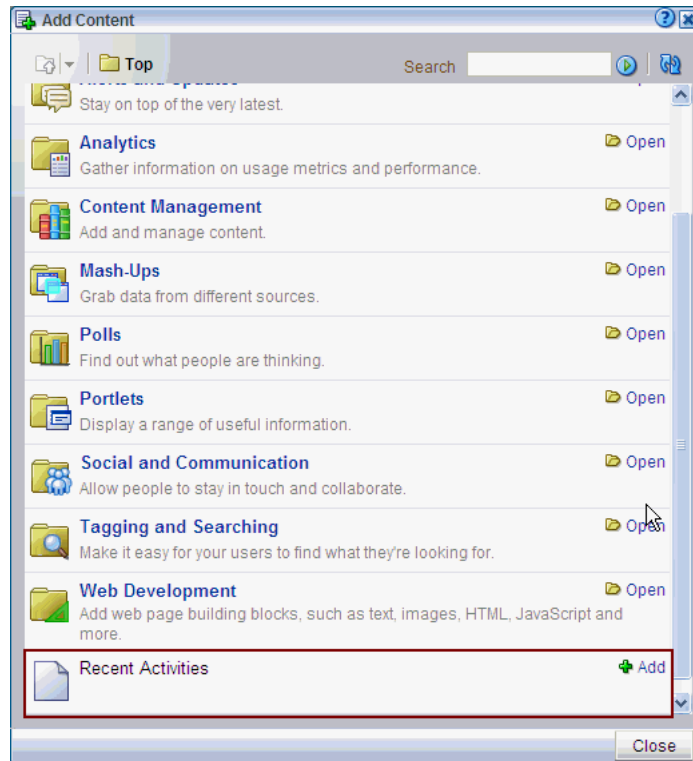 Add Content
Top
Search
Alerts and Updates
Stay on top of the very latest.
Analytics
Open
Gather information on usage metrics and performance.
Content Management
Open
Add and manage content.
Mash-Ups
Open
Grab data from different sources.
Polls
Open
Find out what people are thinking.
Portlets
Open
Display a range of useful information.
Social and Communication
Open
Allow people to stay in touch and collaborate.
Tagging and Searching
Open
Make it easy for your users to find what they're looking for.
Web Development
Open
Add web page building blocks, such as text, images, HTML, JavaScript and
more.
Recent Activities
Add
Close